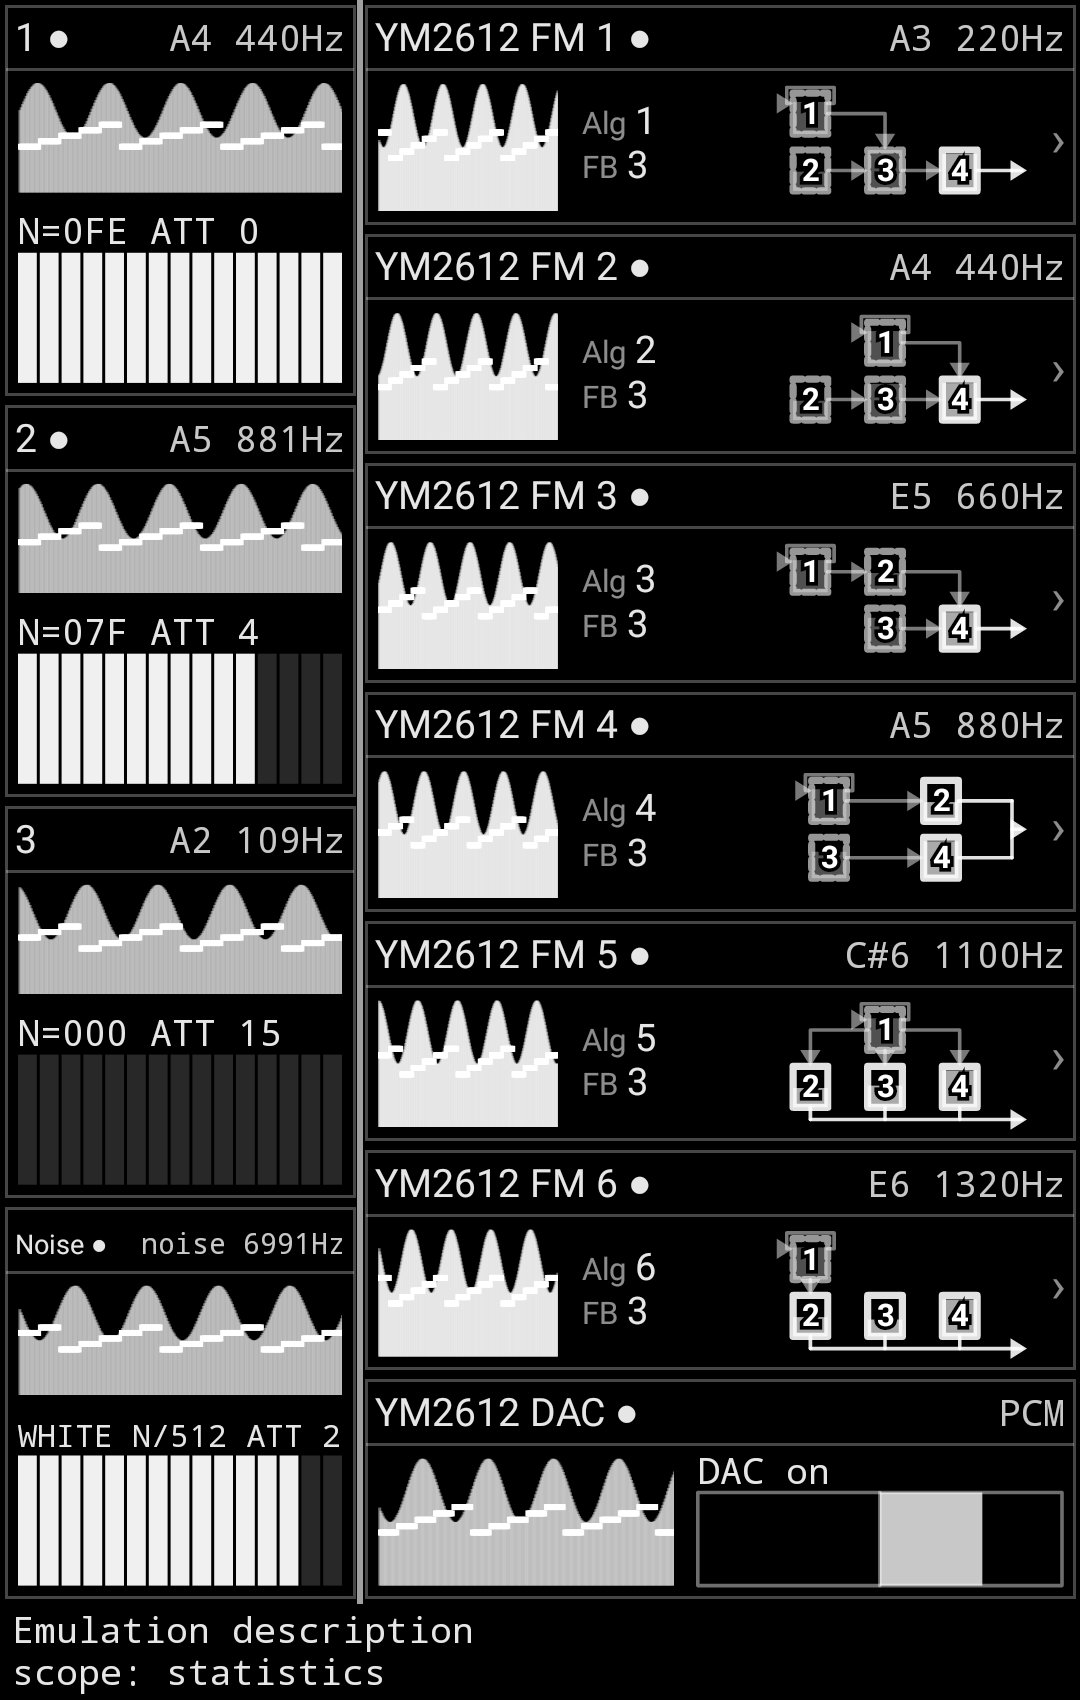 1 ● A4 440Hz
N=0FE ATT 0
2 ● A5 881Hz
N=07F ATT 4
3 A2 109Hz
N=000 ATT 15
Noise ● noise 6991Hz
WHITE N/512 ATT 2
YM2612 FM 1 ● A3 220Hz
Alg 1
FB 3
1
2 3 4
›
YM2612 FM 2 ● A4 440Hz
Alg 2
FB 3
1
2 3 4
›
YM2612 FM 3 ● E5 660Hz
Alg 3
FB 3
1 2
3 4
›
YM2612 FM 4 ● A5 880Hz
Alg 4
FB 3
1 2
3 4
›
YM2612 FM 5 ● C#6 1100Hz
Alg 5
FB 3
1
2 3 4
›
YM2612 FM 6 ● E6 1320Hz
Alg 6
FB 3
1
2 3 4
›
YM2612 DAC ● PCM
DAC on
Emulation description
scope: statistics